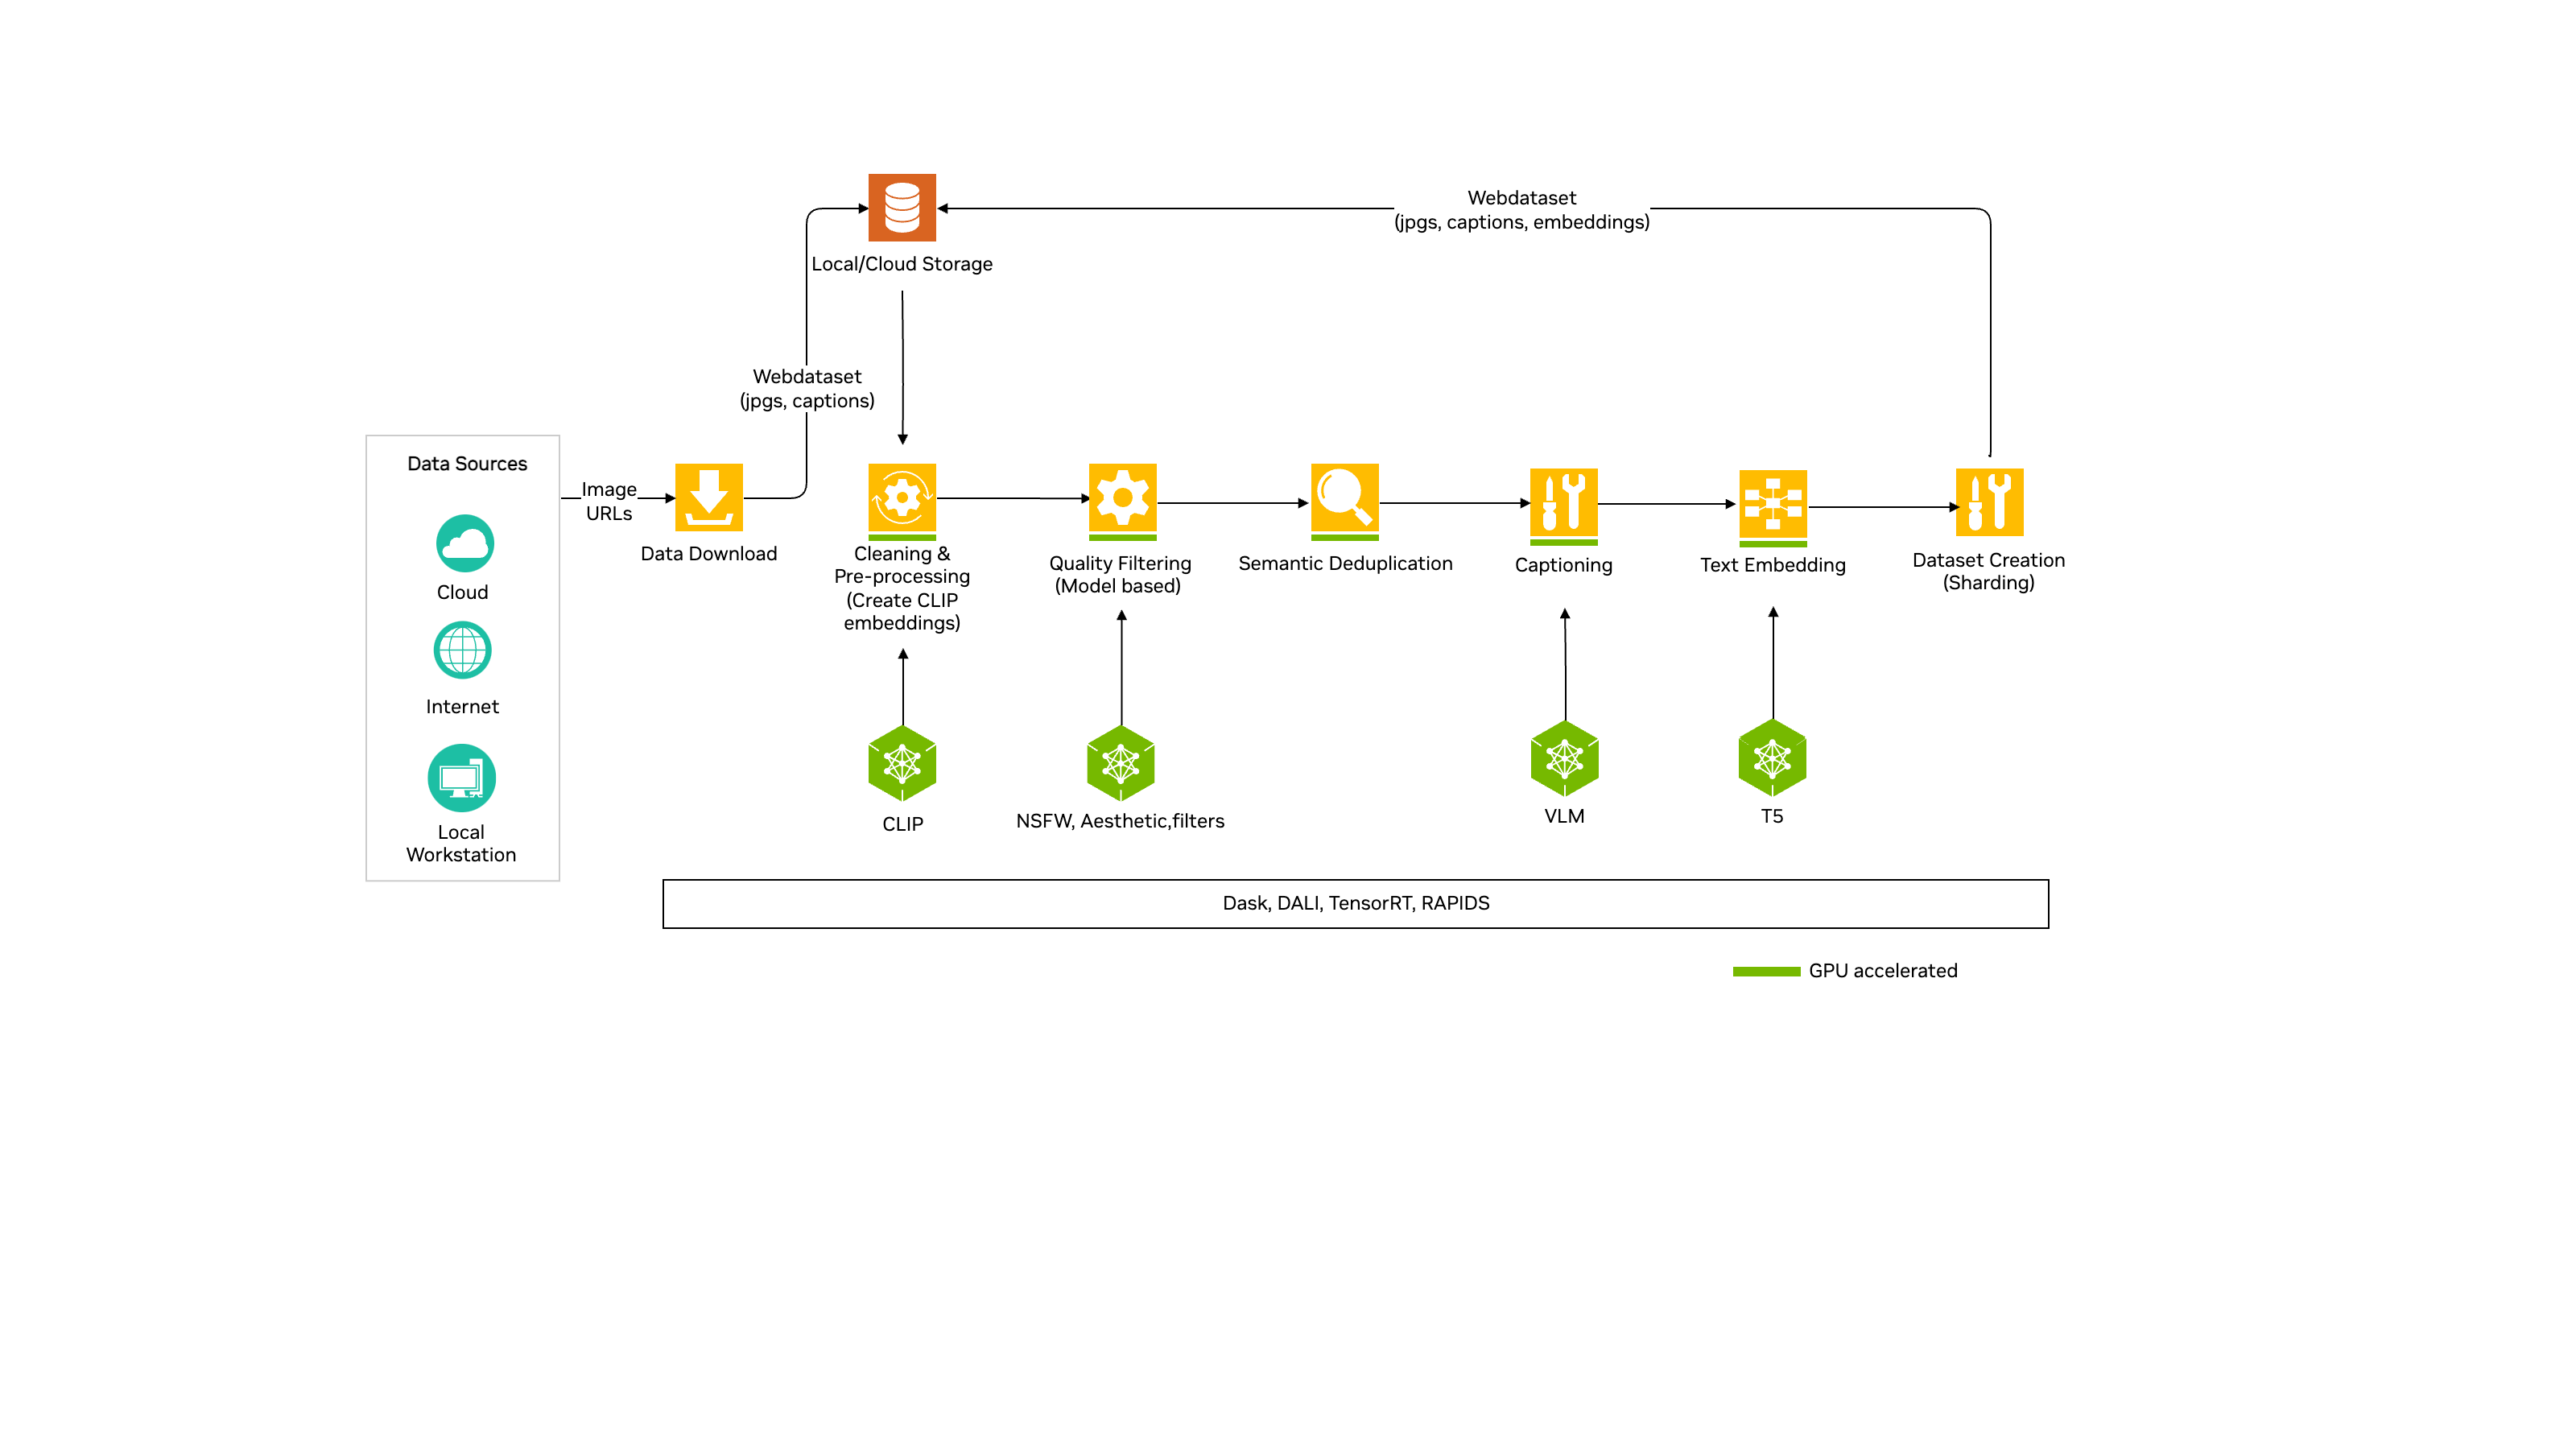 Webdataset
(jpgs, captions, embeddings)
Local/Cloud Storage
Webdataset
(jpgs, captions)
Data Sources
Image
URLs
Cloud
Internet
Local
Workstation
Data Download
Cleaning &
Pre-processing
(Create CLIP
embeddings)
Quality Filtering
(Model based)
Semantic Deduplication
Captioning
Text Embedding
Dataset Creation
(Sharding)
CLIP
NSFW, Aesthetic,filters
VLM
T5
Dask, DALI, TensorRT, RAPIDS
GPU accelerated